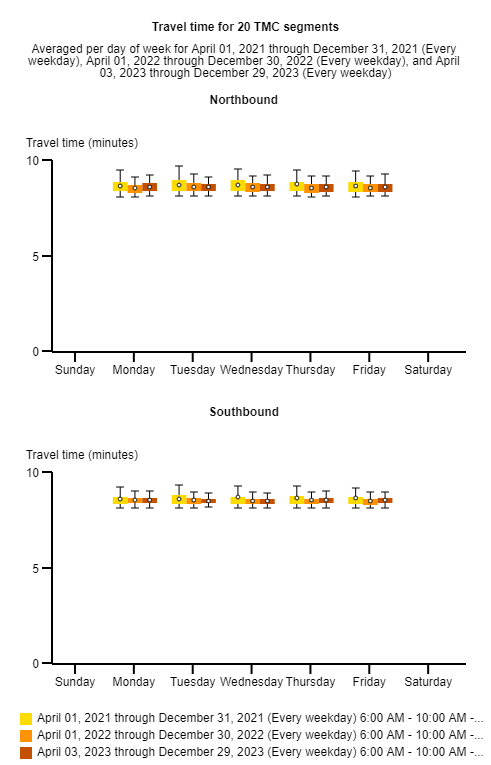 Travel time for 20 TMC segments
Averaged per day of week for April 01, 2021 through December 31, 2021 (Every
weekday), April 01, 2022 through December 30, 2022 (Every weekday), and April
03, 2023 through December 29, 2023 (Every weekday)
Northbound
Travel time (minutes)
10
5
0
Sunday Monday Tuesday Wednesday Thursday Friday Saturday
Southbound
Travel time (minutes)
10
5
0
Sunday Monday Tuesday Wednesday Thursday Friday Saturday
April 01, 2021 through December 31, 2021 (Every weekday) 6:00 AM - 10:00 AM -...
April 01, 2022 through December 30, 2022 (Every weekday) 6:00 AM - 10:00 AM -...
April 03, 2023 through December 29, 2023 (Every weekday) 6:00 AM - 10:00 AM -...